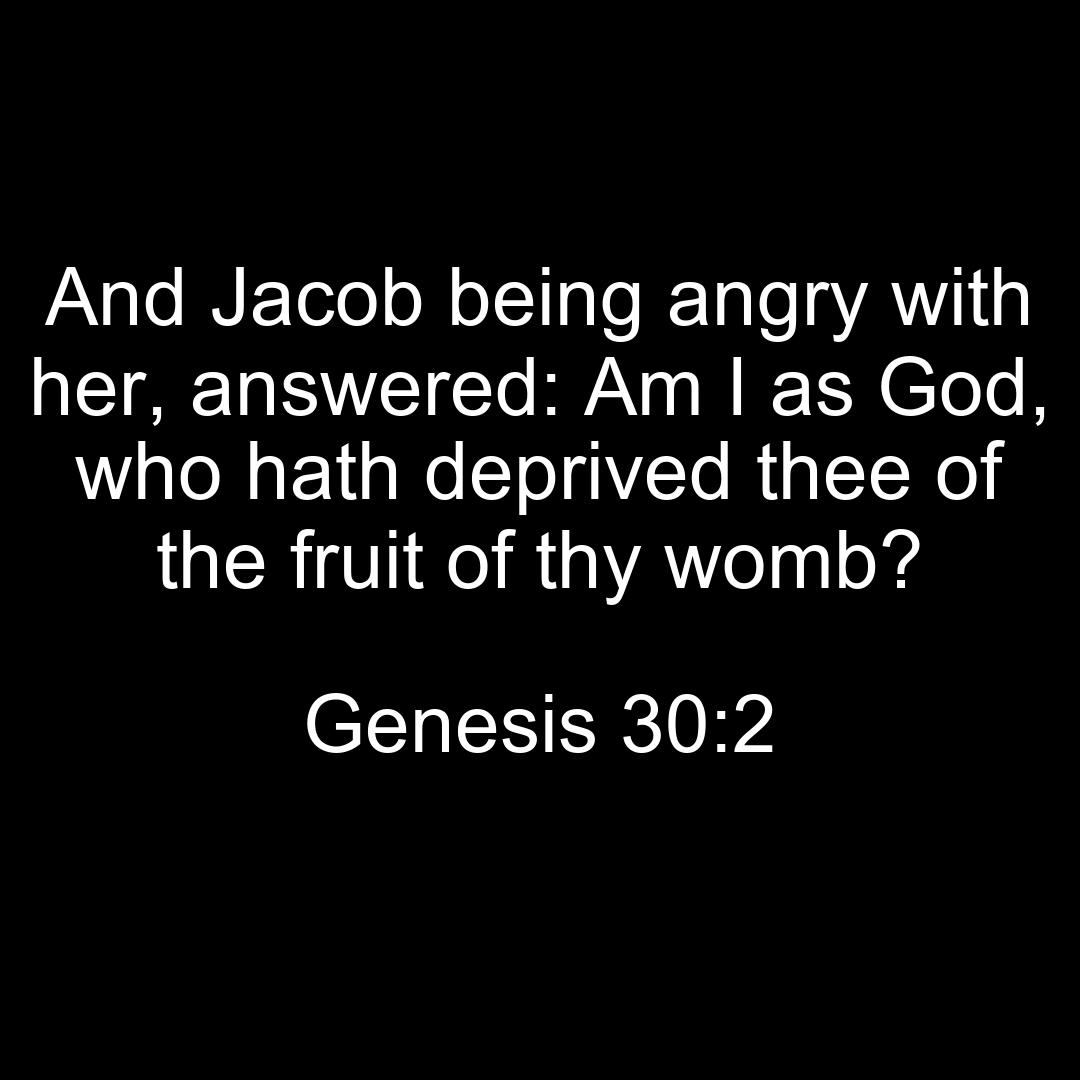 And Jacob being angry with
her, answered: Am I as God,
who hath deprived thee of
the fruit of thy womb?
Genesis 30:2